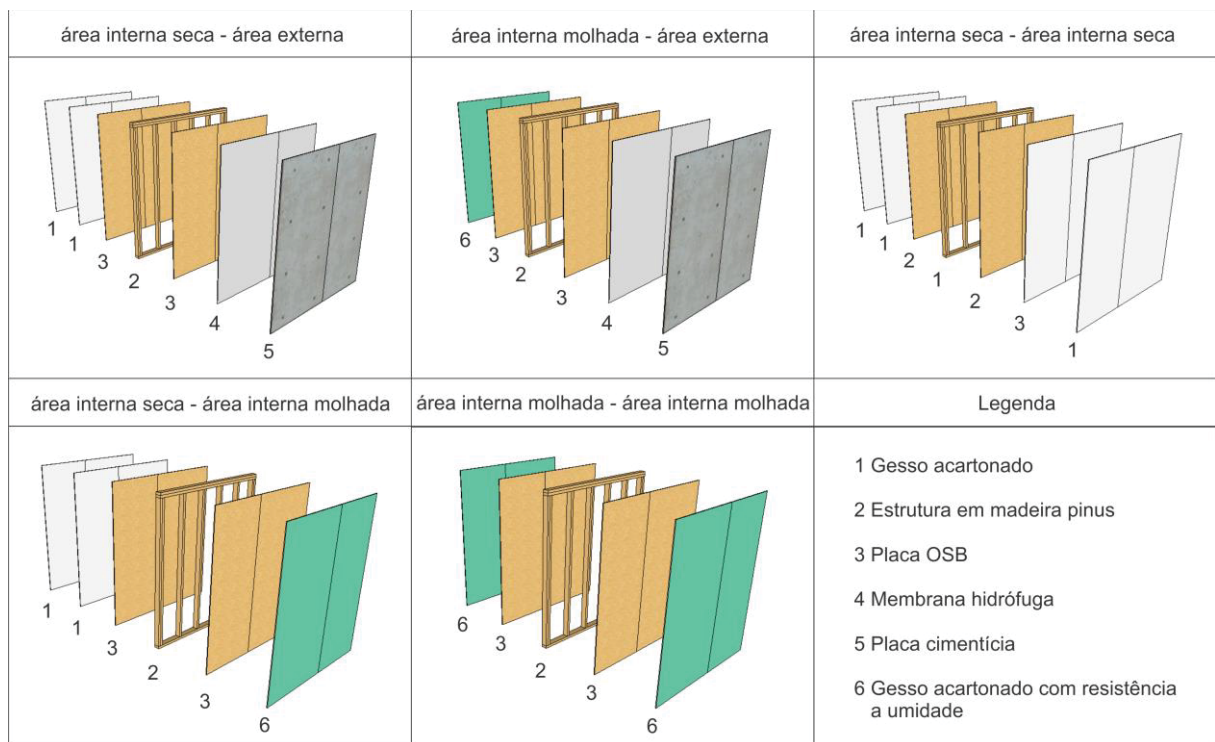 área interna seca - área externa
área interna molhada - área externa
área interna seca - área interna seca
1
1
3
2
3
4
5
6
3
2
3
4
5
1
1
2
1
2
3
1
área interna seca - área interna molhada
área interna molhada - área interna molhada
Legenda
1
1
3
2
3
6
6
3
2
3
6
1 Gesso acartonado
2 Estrutura em madeira pinus
3 Placa OSB
4 Membrana hidrófuga
5 Placa cimentícia
6 Gesso acartonado com resistência
a umidade